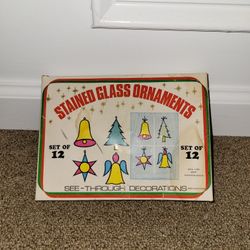 STAINED GLASS ORNAMENTS
SET OF
12
SET OF
12
SEE-THROUGH DECORATIONS